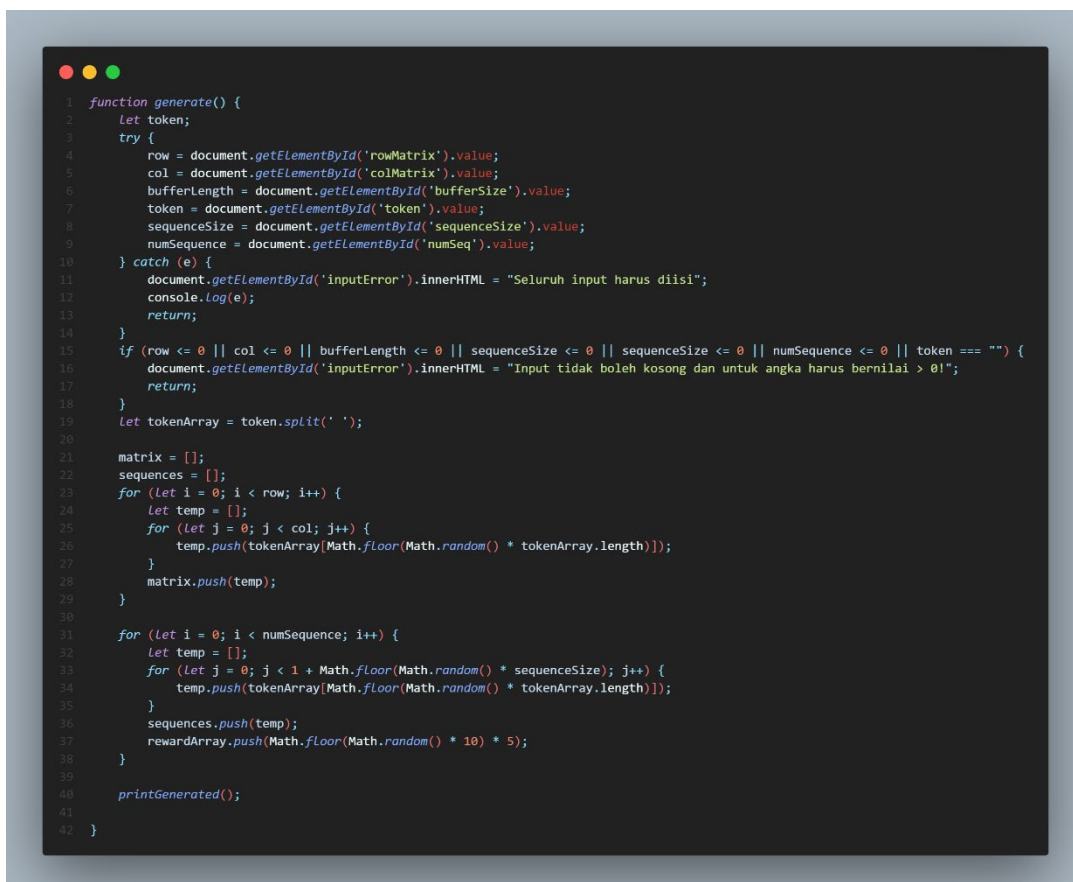 1 function generate() {
2 let token;
3 try {
4 row = document.getElementById('rowMatrix').value;
5 col = document.getElementById('colMatrix').value;
6 bufferLength = document.getElementById('bufferSize').value;
7 token = document.getElementById('token').value;
8 sequenceSize = document.getElementById('sequenceSize').value;
9 numSequence = document.getElementById('numSeq').value;
10 } catch (e) {
11 document.getElementById('inputError').innerHTML = "Seluruh input harus diisi";
12 console.log(e);
13 return;
14 }
15 if (row <= 0 || col <= 0 || bufferLength <= 0 || sequenceSize <= 0 || sequenceSize <= 0 || numSequence <= 0 || token === "") {
16 document.getElementById('inputError').innerHTML = "Input tidak boleh kosong dan untuk angka harus bernilai > 0!";
17 return;
18 }
19 let tokenArray = token.split(' ');
20
21 matrix = [];
22 sequences = [];
23 for (let i = 0; i < row; i++) {
24 let temp = [];
25 for (let j = 0; j < col; j++) {
26 temp.push(tokenArray[Math.floor(Math.random() * tokenArray.length)]);
27 }
28 matrix.push(temp);
29 }
30
31 for (let i = 0; i < numSequence; i++) {
32 let temp = [];
33 for (let j = 0; j < 1 + Math.floor(Math.random() * sequenceSize); j++) {
34 temp.push(tokenArray[Math.floor(Math.random() * tokenArray.length)]);
35 }
36 sequences.push(temp);
37 rewardArray.push(Math.floor(Math.random() * 10) * 5);
38 }
39
40 printGenerated();
41
42 }